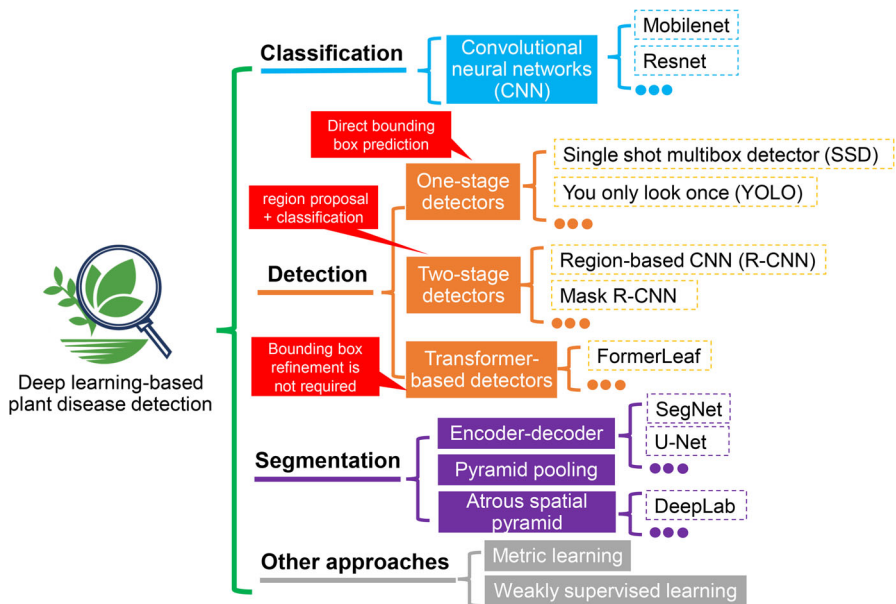 Deep learning-based
plant disease detection
Classification
Convolutional
neural networks
(CNN)
Mobilenet
Resnet
Detection
Direct bounding
box prediction
One-stage
detectors
Single shot multibox detector (SSD)
You only look once (YOLO)
region proposal
+ classification
Two-stage
detectors
Region-based CNN (R-CNN)
Mask R-CNN
Bounding box
refinement is
not required
Transformer-
based detectors
FormerLeaf
Segmentation
Encoder-decoder
SegNet
U-Net
Pyramid pooling
Atrous spatial
pyramid
DeepLab
Other approaches
Metric learning
Weakly supervised learning